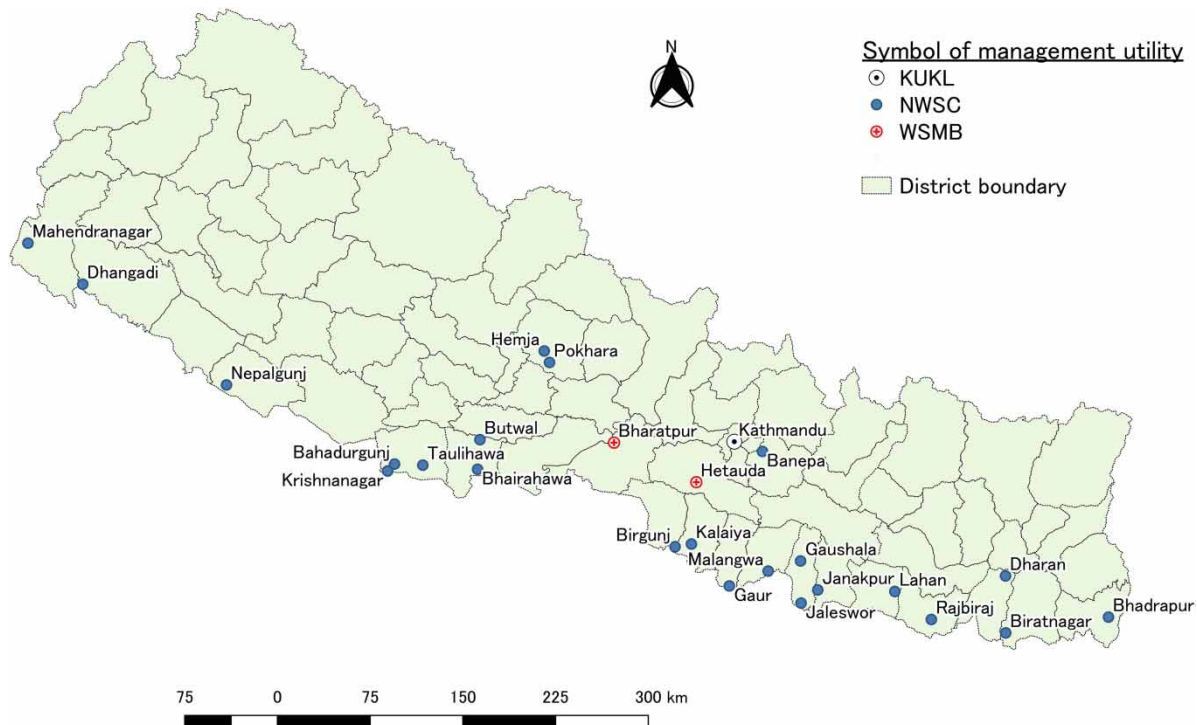 N
Symbol of management utility
KUKL
NWSC
WSMB
District boundary
Mahendranagar
Dhangadi
Hemja
Pokhara
Nepalgunj
Butwal
Bharatpur
Kathmandu
Bahadurgunj
Taulihawa
Banepa
Krishnanagar
Bhairahawa
Hetauda
Birgunj
Kalaiya
Malangwa
Gaushala
Gaur
Janakpur
Lahan
Dharan
Jaleswor
Rajbiraj
Biratnagar
Bhadrapur
75 0 75 150 225 300 km